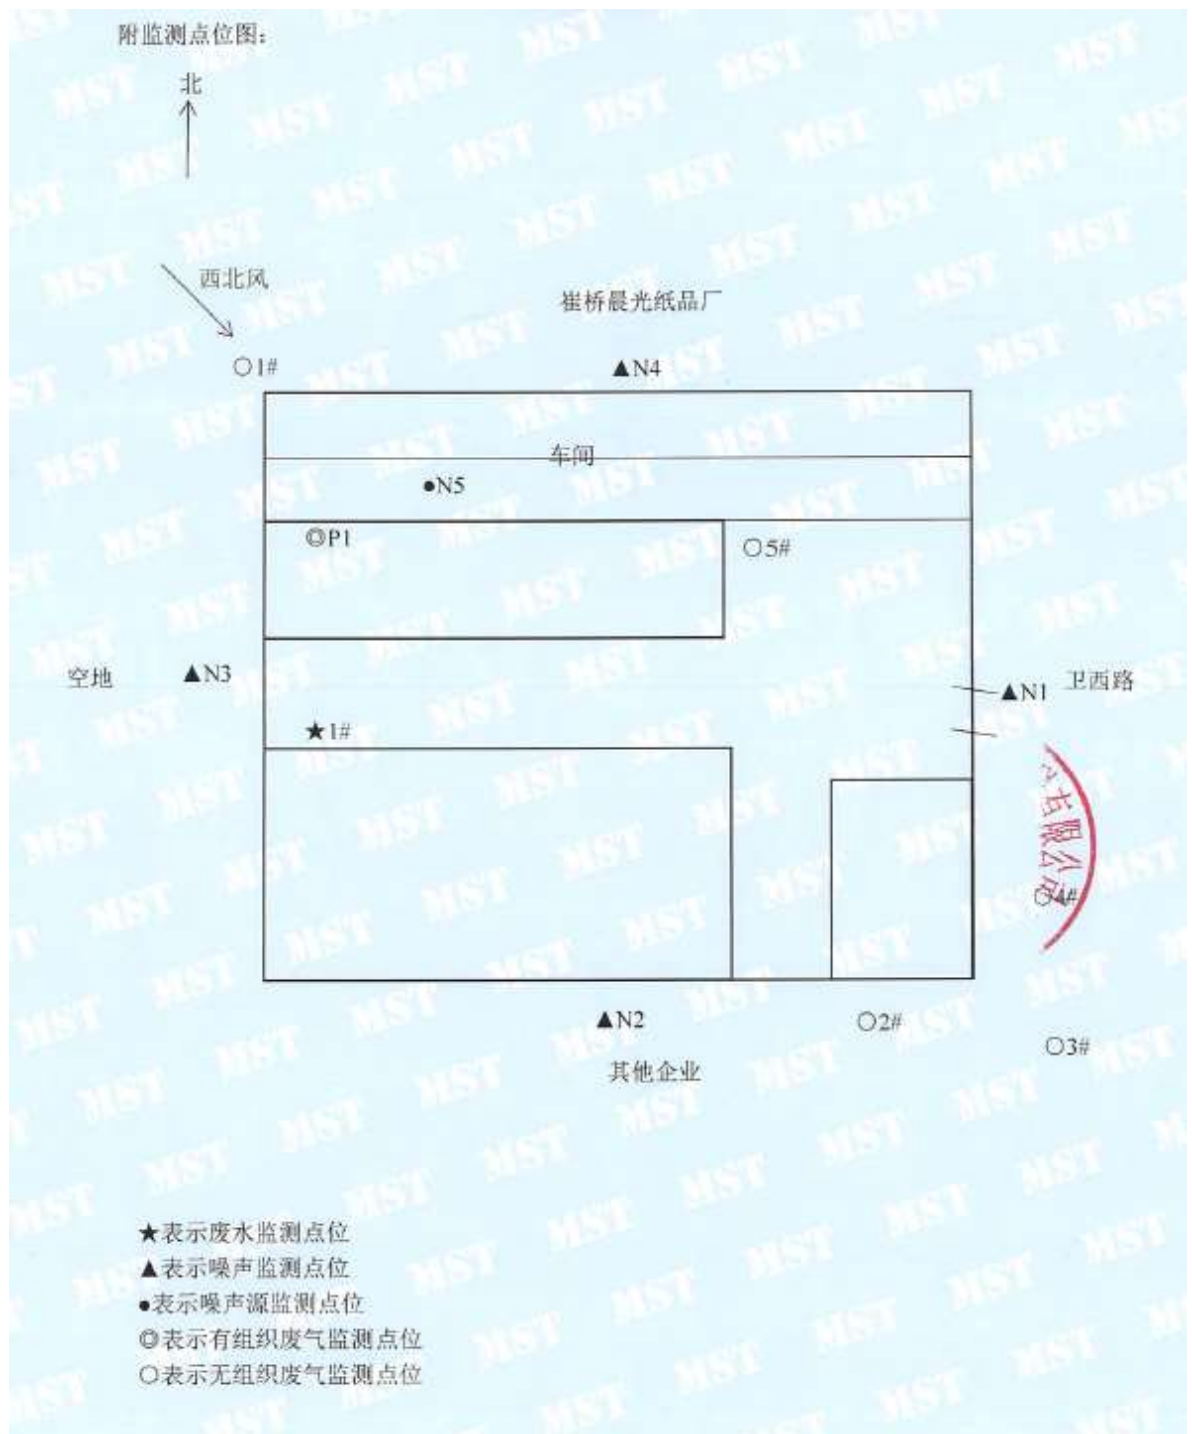 附监测点位图：
北
西北风
崔桥晨光纸品厂
○1#
▲N4
车间
●N5
◎P1
○5#
空地
▲N3
▲N1
卫西路
★1#
有限公司
○4#
▲N2
○2#
○3#
其他企业
★表示废水监测点位
▲表示噪声监测点位
●表示噪声源监测点位
◎表示有组织废气监测点位
○表示无组织废气监测点位
MST